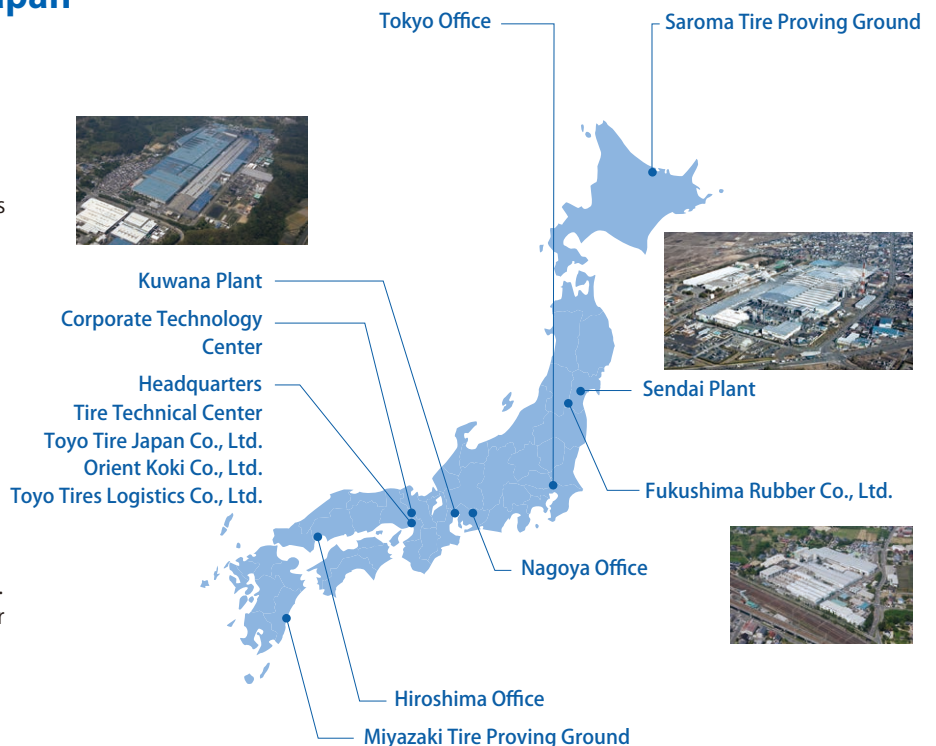 Tokyo Office
Saroma Tire Proving Ground
s
Kuwana Plant
Corporate Technology
Center
Headquarters
Tire Technical Center
Toyo Tire Japan Co., Ltd.
Orient Koki Co., Ltd.
Toyo Tires Logistics Co., Ltd.
Sendai Plant
Fukushima Rubber Co., Ltd.
Nagoya Office
.
r
Hiroshima Office
Miyazaki Tire Proving Ground